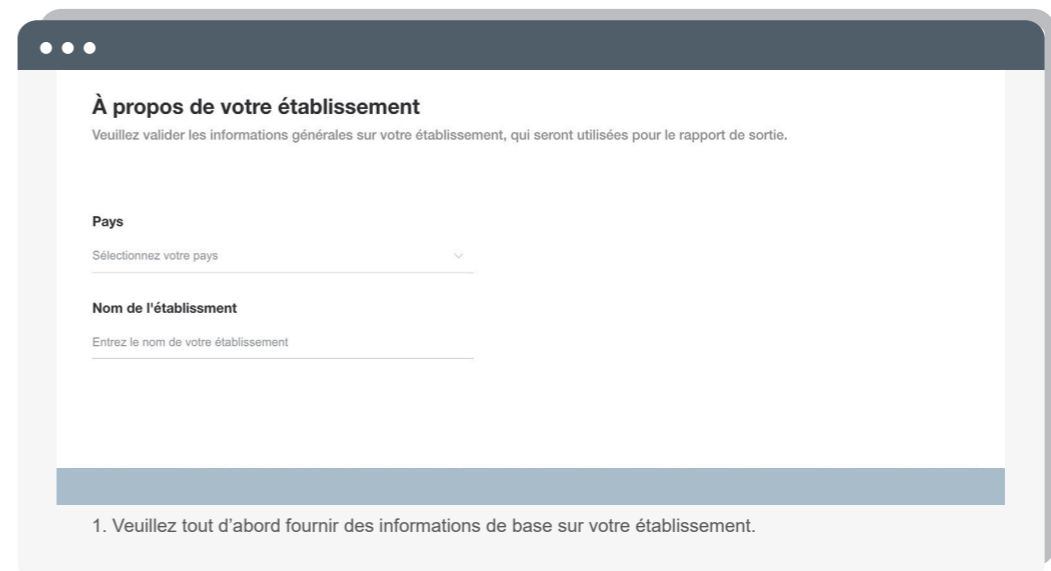 À propos de votre établissement
Veuillez valider les informations générales sur votre établissement, qui seront utilisées pour le rapport de sortie.
Pays
Sélectionnez votre pays
Nom de l'établissment
Entrez le nom de votre établissement
1. Veuillez tout d’abord fournir des informations de base sur votre établissement.